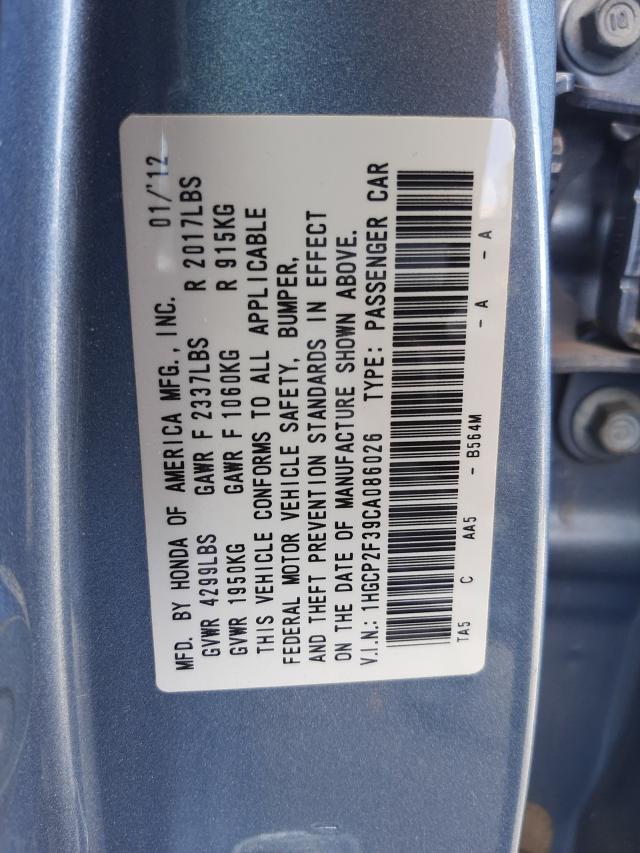 MFD. BY HONDA OF AMERICA MFG., INC. 01/'12
GVWR 4299LBS GAWR F 2337LBS R 2017LBS
GVWR 1950KG GAWR F 1060KG R 915KG
THIS VEHICLE CONFORMS TO ALL APPLICABLE
FEDERAL MOTOR VEHICLE SAFETY, BUMPER,
AND THEFT PREVENTION STANDARDS IN EFFECT
ON THE DATE OF MANUFACTURE SHOWN ABOVE.
V.I.N.: 1HGCP2F39CA086026 TYPE: PASSENGER CAR
TA5 C AA5 - B564M - A - A